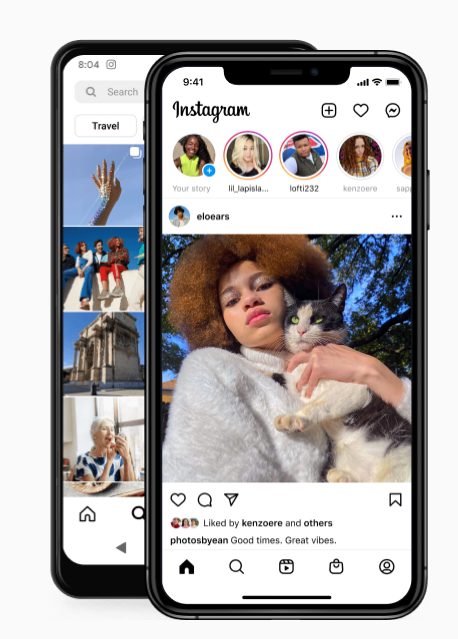 8:04
Search
Travel
9:41
Instagram
Your story
lil_lapisla...
lofti232
kenzoere
sapp
eloears
Liked by kenzoere and others
photosbyean Good times. Great vibes.